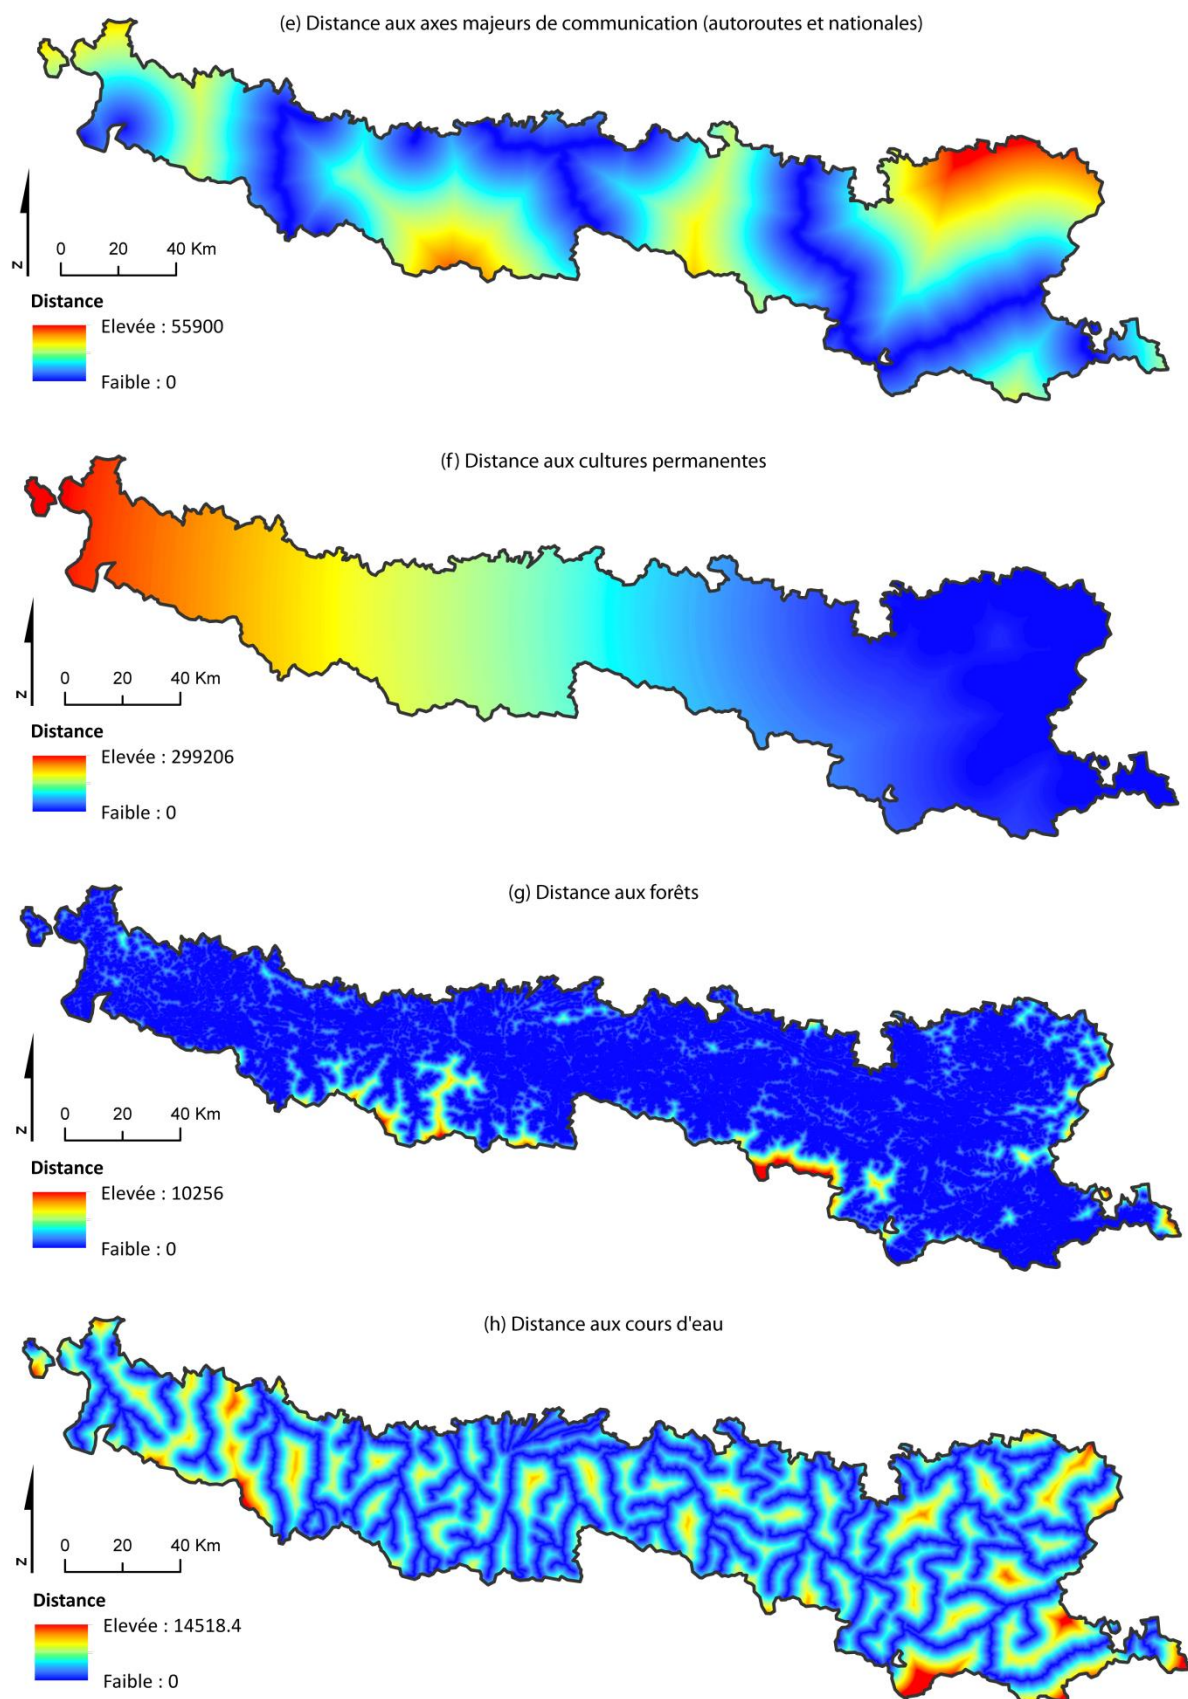 (e) Distance aux axes majeurs de communication (autoroutes et nationales)
z
0 20 40 Km
Distance
Elevée : 55900
Faible : 0
(f) Distance aux cultures permanentes
z
0 20 40 Km
Distance
Elevée : 299206
Faible : 0
(g) Distance aux forêts
z
0 20 40 Km
Distance
Elevée : 10256
Faible : 0
(h) Distance aux cours d'eau
z
0 20 40 Km
Distance
Elevée : 14518.4
Faible : 0